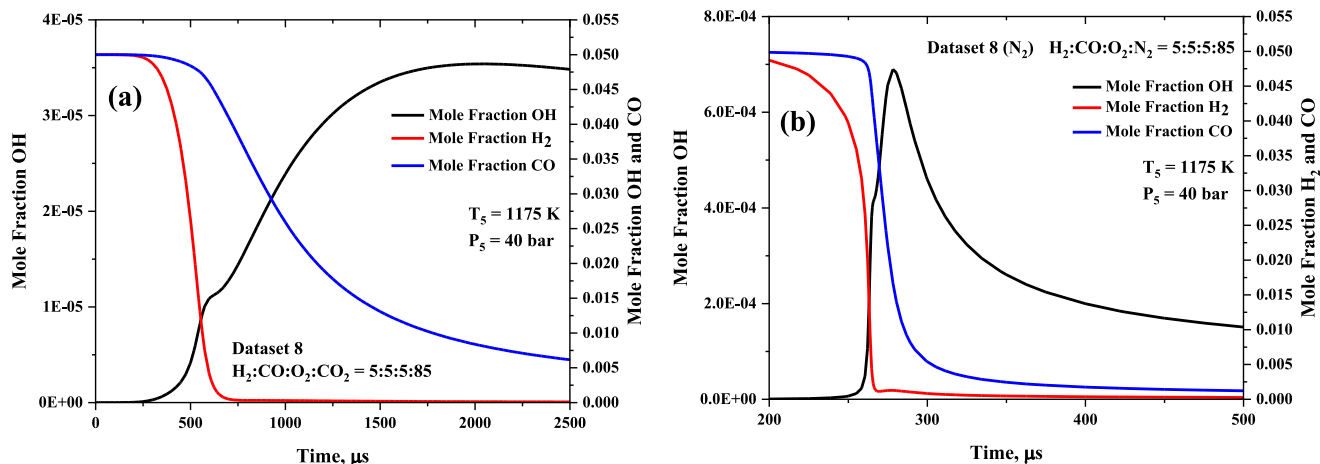 (a)
Mole Fraction OH
Mole Fraction H2
Mole Fraction CO
T5 = 1175 K
P5 = 40 bar
Dataset 8
H2:CO:O2:CO2 = 5:5:5:85
Mole Fraction OH
4E-05
3E-05
2E-05
1E-05
0E+00
0.055
0.050
0.045
0.040
0.035
0.030
0.025
0.020
0.015
0.010
0.005
0.000
Mole Fraction OH and CO
0 500 1000 1500 2000 2500
Time, μs
Dataset 8 (N2) H2:CO:O2:N2 = 5:5:5:85
(b)
Mole Fraction OH
Mole Fraction H2
Mole Fraction CO
T5 = 1175 K
P5 = 40 bar
Mole Fraction OH
8.0E-04
6.0E-04
4.0E-04
2.0E-04
0.0E+00
0.055
0.050
0.045
0.040
0.035
0.030
0.025
0.020
0.015
0.010
0.005
0.000
Mole Fraction H2 and CO
200 300 400 500
Time, μs